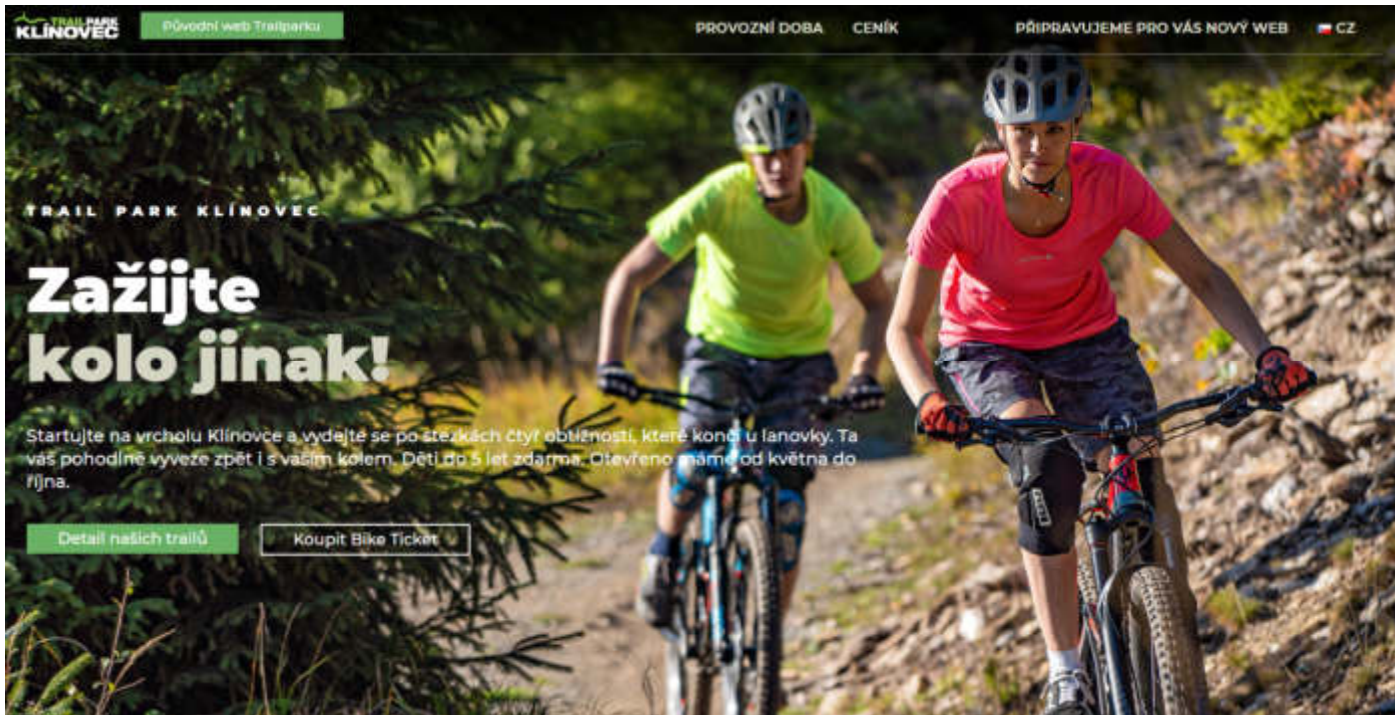 TRAIL PARK
KLÍNOVEC
Původní web Trailparku
PROVOZNÍ DOBA
CENÍK
PŘIPRAVUJEME PRO VÁS NOVÝ WEB
CZ
TRAIL PARK KLÍNOVEC
Zažijte
kolo jinak!
Startujte na vrcholu Klínovce a vydejte se po stezkách čtyř obtížností, které končí u lanovky. Ta
vás pohodlně vyveze zpět i s vaším kolem. Děti do 5 let zdarma. Otevřeno máme od května do
října.
Detail našich trailů
Koupit Bike Ticket